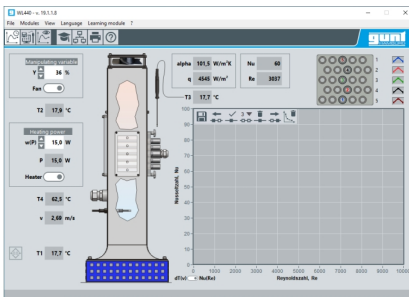 WL440 - v. 19.1.1.8
File Modules View Language Learning module ?
gunt
Manipulating variable
Y 36 %
Fan
T2 17,9 °C
Heating power
w(P) 15,0 W
P 15,0 W
Heater
T4 62,5 °C
v 2,69 m/s
T1 17,7 °C
alpha 101,5 W/m²K
q 4545 W/m²
T3 17,7 °C
Nu 60
Re 3037
1
2
3
4
5
Nusseltzahl, Nu
100
90
80
70
60
50
40
30
20
10
0
0 1000 2000 3000 4000 5000 6000 7000 8000 9000 10000
dT(v) Nu(Re) Reynoldszahl, Re